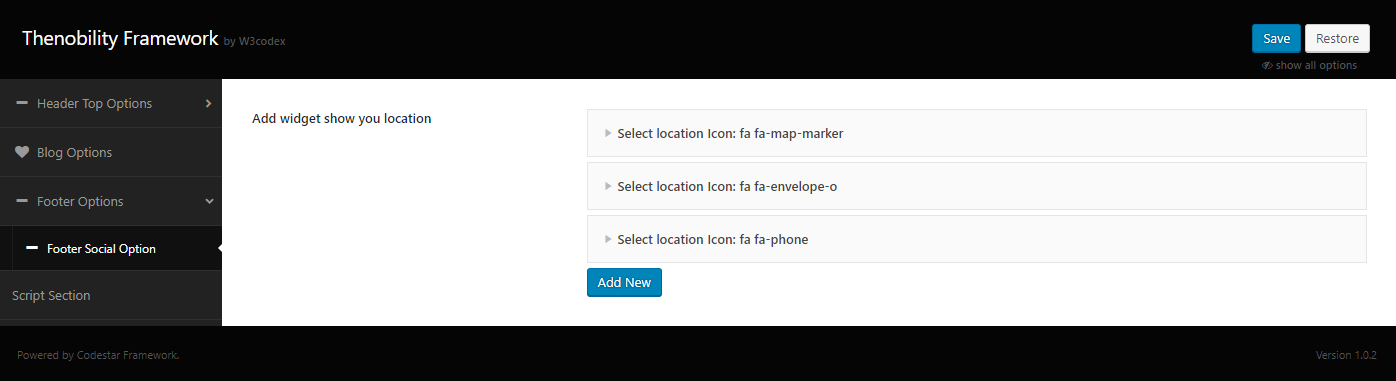 Thenobility Framework by W3codex
Save
Restore
show all options
Header Top Options
Blog Options
Footer Options
Footer Social Option
Script Section
Add widget show you location
Select location Icon: fa fa-map-marker
Select location Icon: fa fa-envelope-o
Select location Icon: fa fa-phone
Add New
Powered by Codestar Framework.
Version 1.0.2